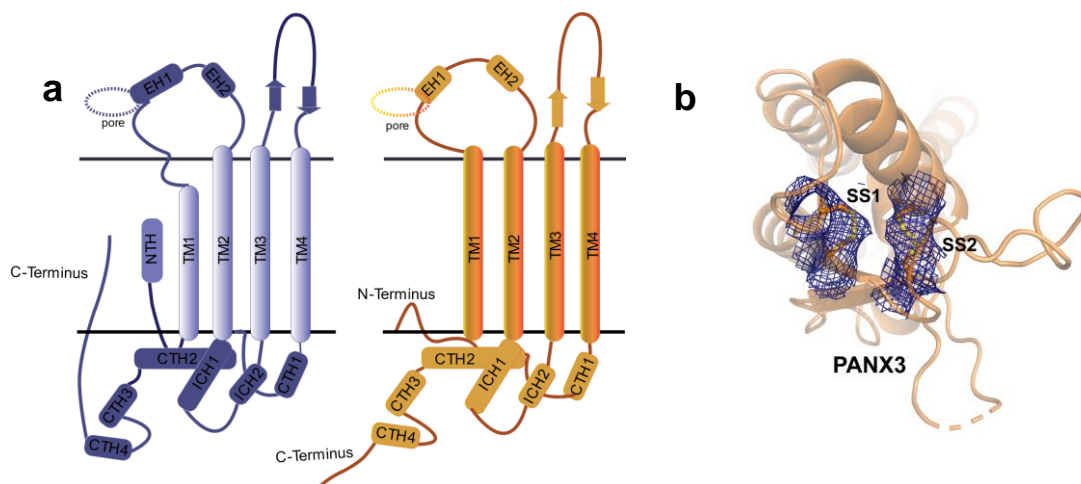 a
EH1
EH2
pore
NTH
TM1
TM2
TM3
TM4
C-Terminus
CTH2
ICH1
ICH2
CTH1
CTH3
CTH4
EH1
EH2
pore
TM1
TM2
TM3
TM4
N-Terminus
CTH2
ICH1
ICH2
CTH1
CTH3
CTH4
C-Terminus
b
SS1
SS2
PANX3